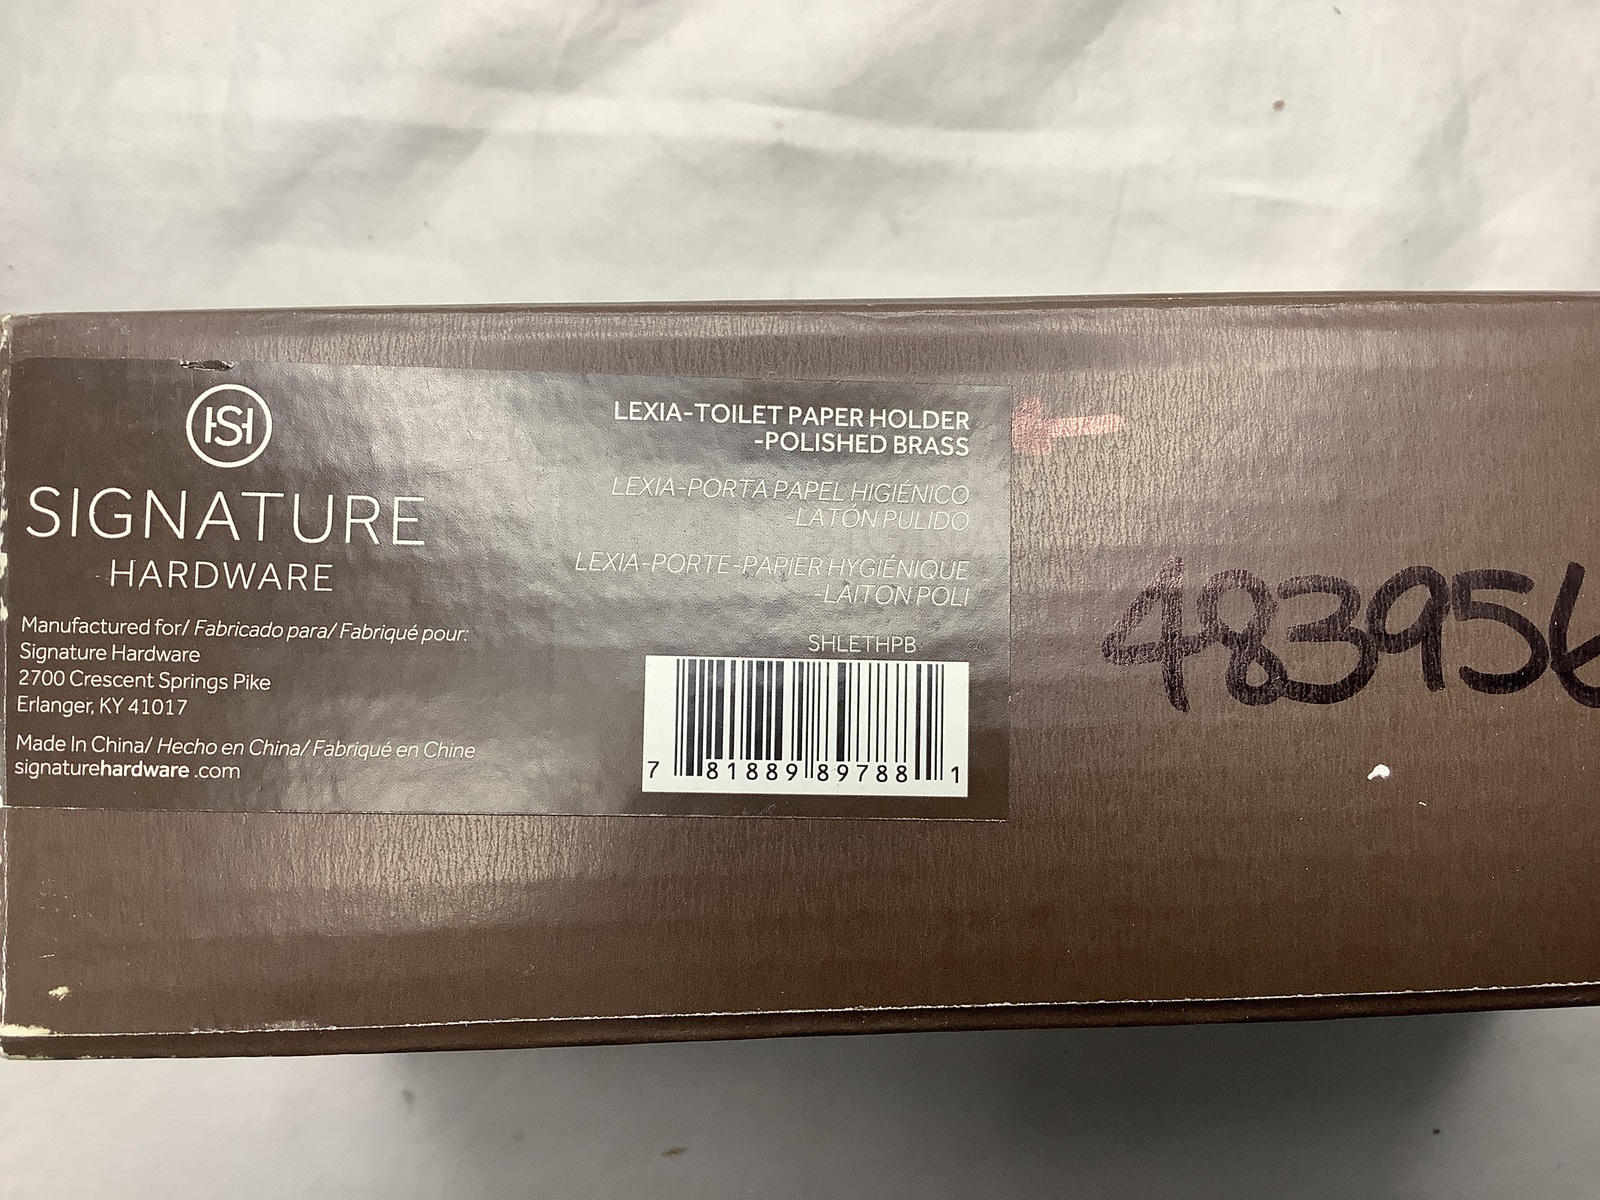 HS
SIGNATURE
HARDWARE
Manufactured for/ Fabricado para/ Fabriqué pour:
Signature Hardware
2700 Crescent Springs Pike
Erlanger, KY 41017
Made In China/ Hecho en China/ Fabriqué en Chine
signaturehardware.com
LEXIA-TOILET PAPER HOLDER
-POLISHED BRASS
LEXIA-PORTA PAPEL HIGIÉNICO
-LATÓN PULIDO
LEXIA-PORTE-PAPIER HYGIÉNIQUE
-LAITON POLI
SHLETHPB
7 81889 89788 1
483956